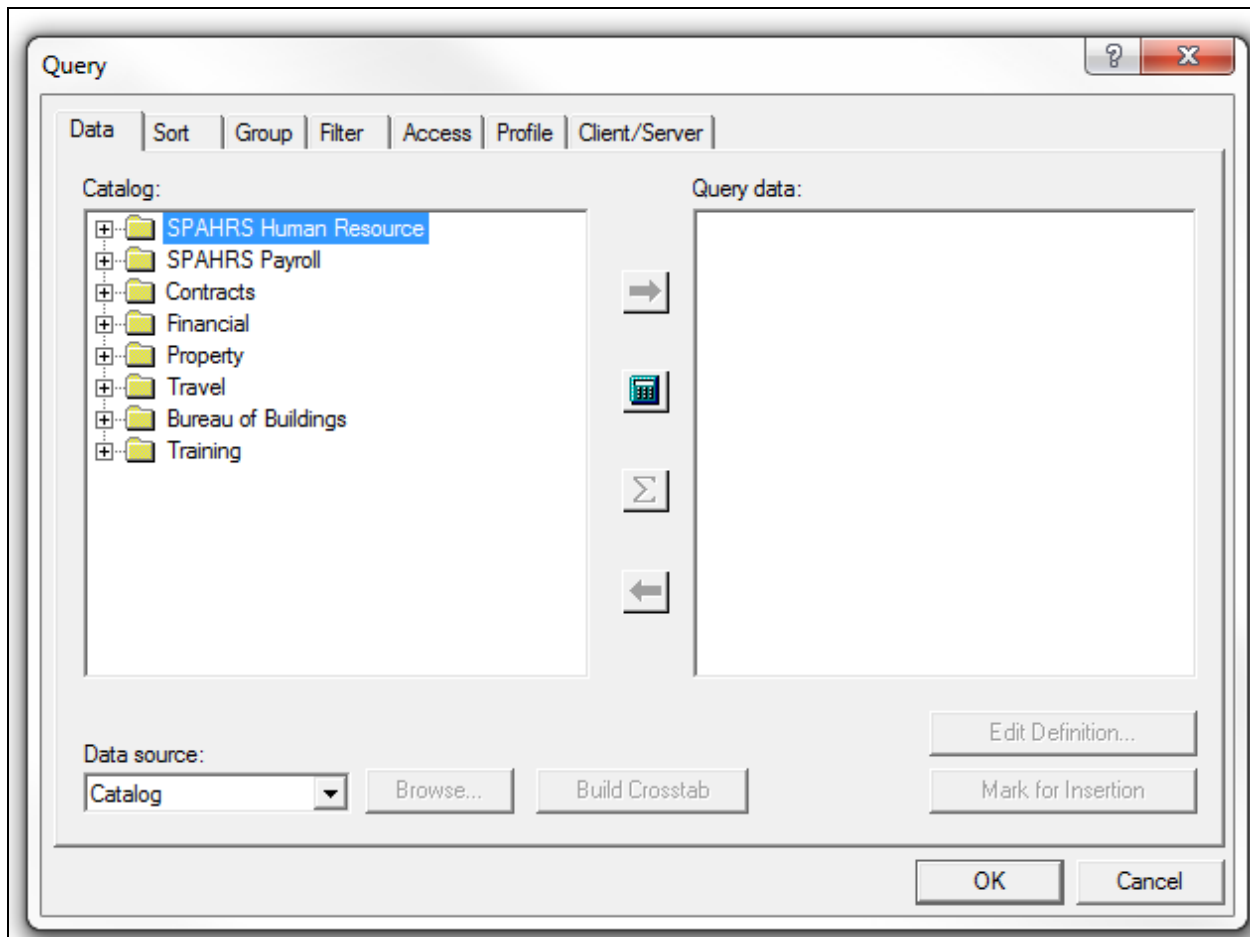 Query
Data Sort Group Filter Access Profile Client/Server
Catalog:
Query data:
SPAHRS Human Resource
SPAHRS Payroll
Contracts
Financial
Property
Travel
Bureau of Buildings
Training
Σ
Edit Definition...
Data source:
Catalog
Browse...
Build Crosstab
Mark for Insertion
OK
Cancel